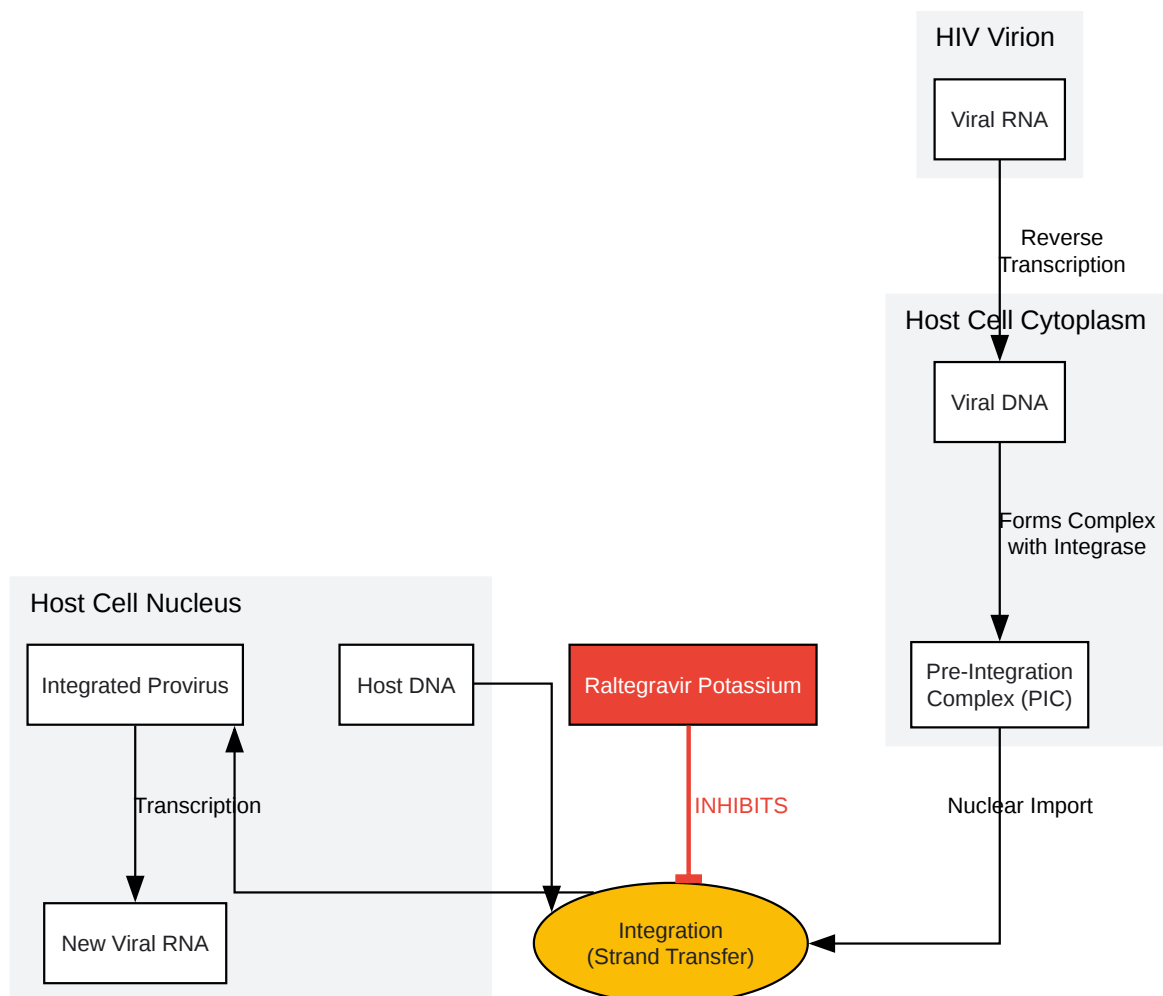 HIV Virion
Viral RNA
Reverse
Transcription
Host Cell Cytoplasm
Viral DNA
Forms Complex
with Integrase
Host Cell Nucleus
Integrated Provirus
Host DNA
Raltegravir Potassium
Pre-Integration
Complex (PIC)
Transcription
INHIBITS
Nuclear Import
New Viral RNA
Integration
(Strand Transfer)